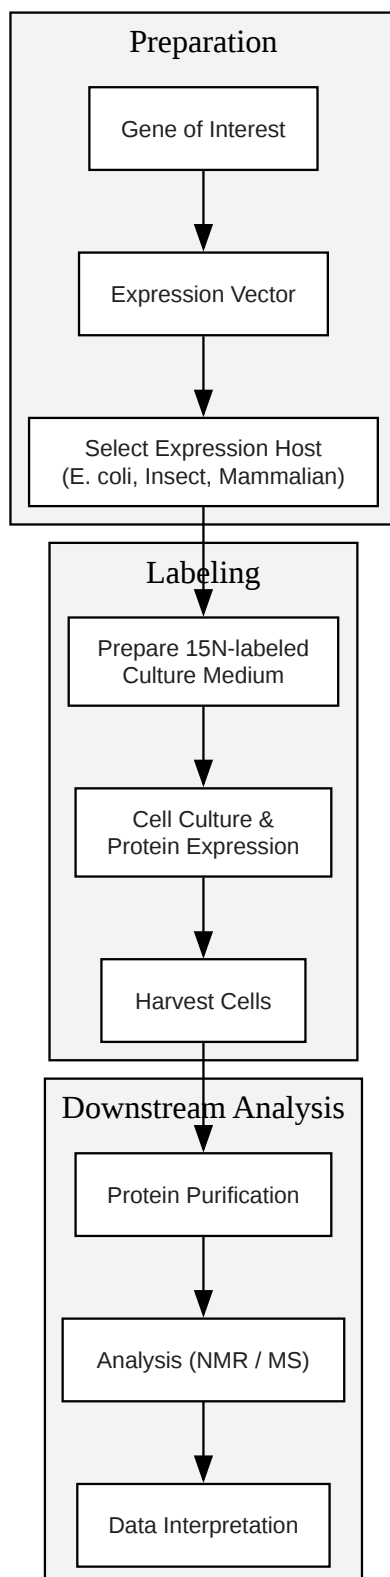 Preparation
Gene of Interest
Expression Vector
Select Expression Host
(E. coli, Insect, Mammalian)
Labeling
Prepare 15N-labeled
Culture Medium
Cell Culture &
Protein Expression
Harvest Cells
Downstream Analysis
Protein Purification
Analysis (NMR / MS)
Data Interpretation